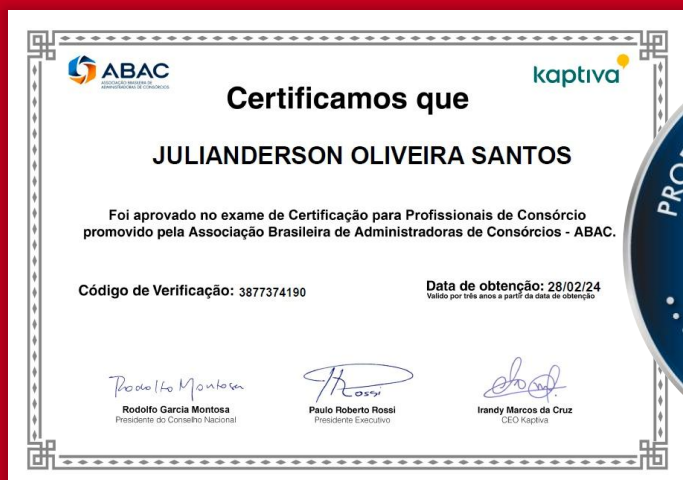 ABAC
ASSOCIAÇÃO BRASILEIRA DE
ADMINISTRADORAS DE CONSÓRCIOS
kaptiva
Certificamos que
JULIANDERSON OLIVEIRA SANTOS
Foi aprovado no exame de Certificação para Profissionais de Consórcio
promovido pela Associação Brasileira de Administradoras de Consórcios - ABAC.
Código de Verificação: 3877374190
Data de obtenção: 28/02/24
Valido por três anos a partir da data de obtenção
Rodolfo Montosa
Rossi
Rodolfo Garcia Montosa
Presidente do Conselho Nacional
Paulo Roberto Rossi
Presidente Executivo
Irandy Marcos da Cruz
CEO Kaptiva